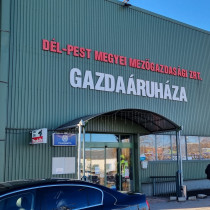 DÉL-PEST MEGYEI MEZŐGAZDASÁGI ZRT.
GAZDAÁRUHÁZA